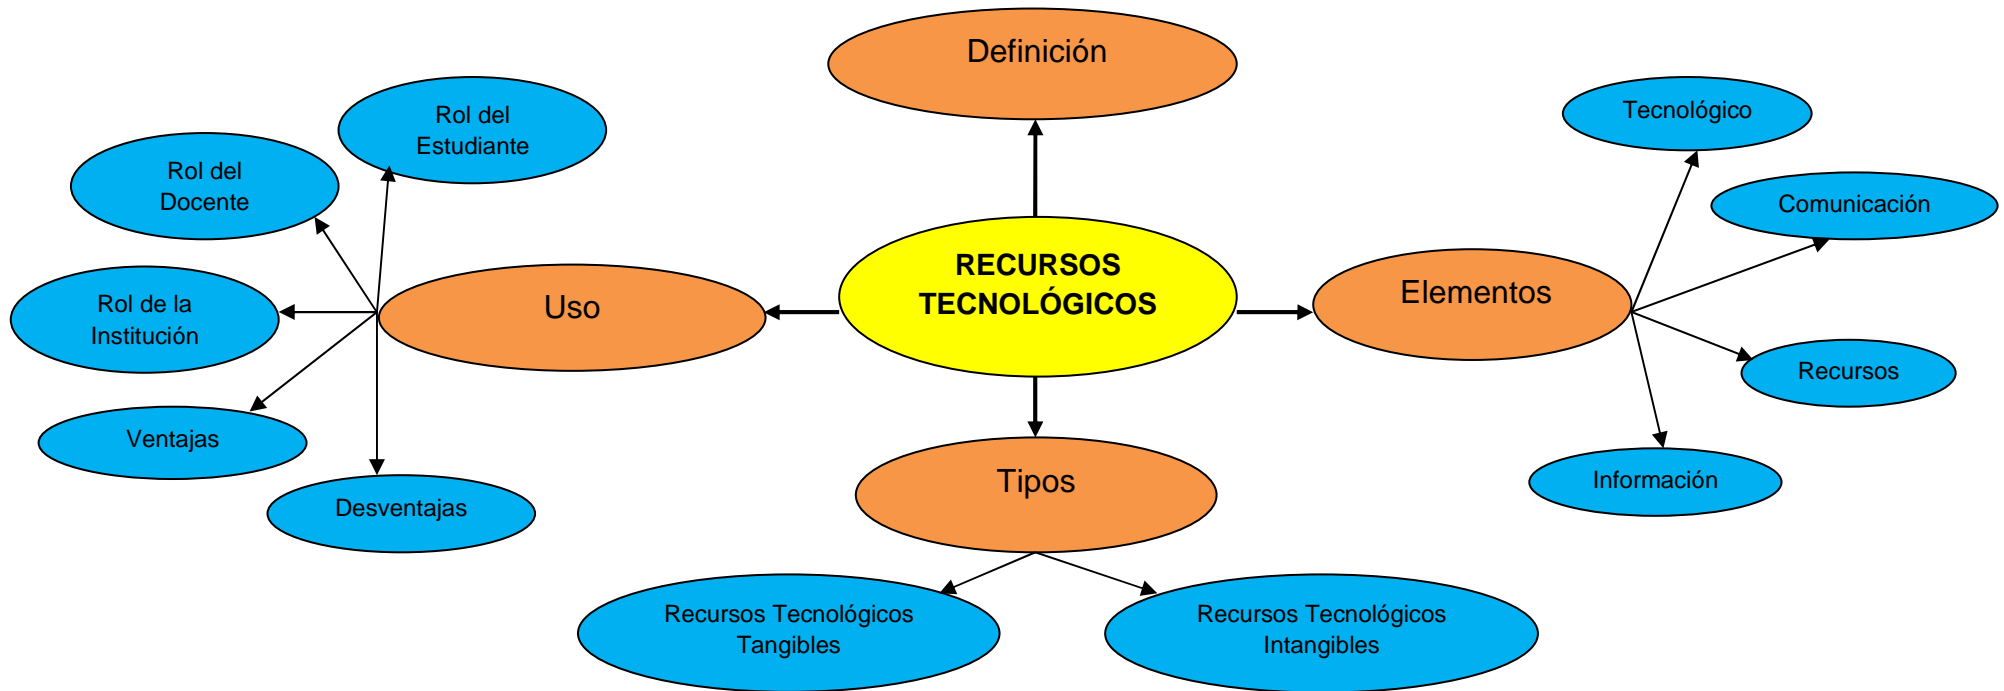 Definición
Rol del
Estudiante
Tecnológico
Rol del
Docente
Comunicación
RECURSOS
TECNOLÓGICOS
Elementos
Uso
Rol de la
Institución
Recursos
Ventajas
Tipos
Información
Desventajas
Recursos Tecnológicos
Tangibles
Recursos Tecnológicos
Intangibles